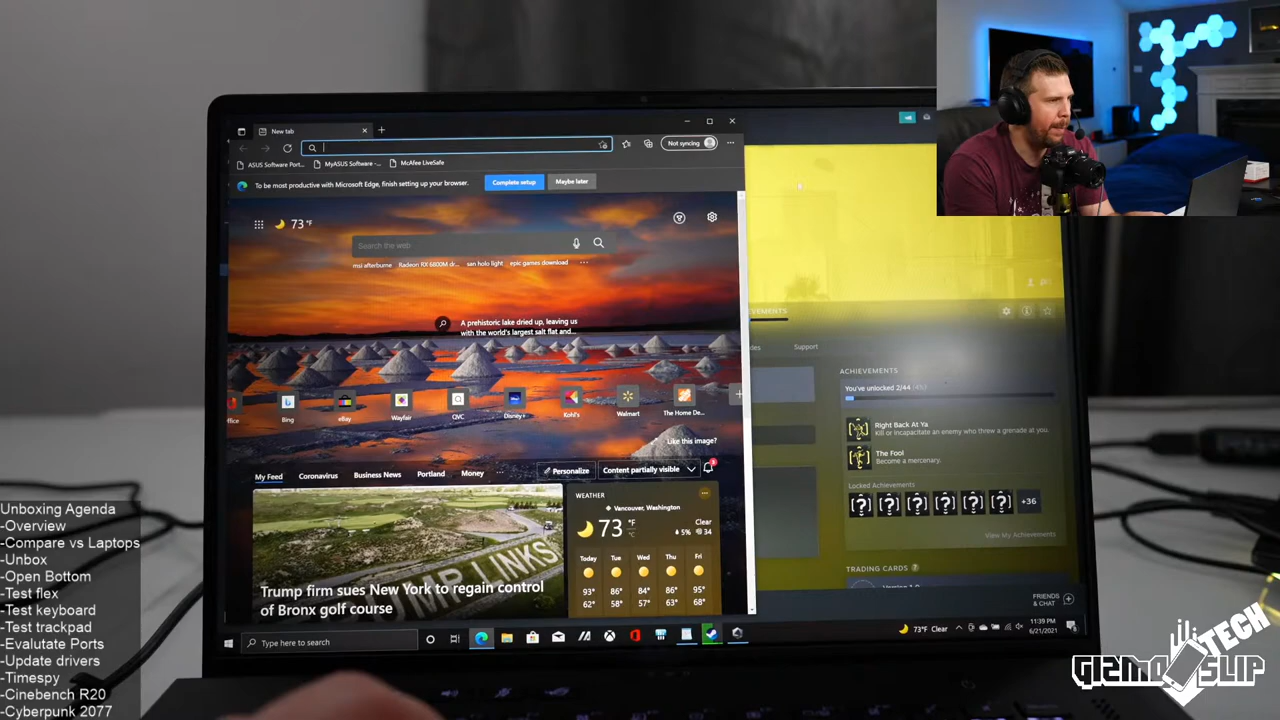 New tab
Not syncing
ASUS Software Port...
MyASUS Software -...
McAfee LiveSafe
To be most productive with Microsoft Edge, finish setting up your browser.
Complete setup
Maybe later
73 °F
Search the web
msi afterburne
Radeon RX 6800M dr...
san holo light
epic games download
...
A prehistoric lake dried up, leaving us
with the world's largest salt flat and...
ffice
Bing
eBay
Wayfair
QVC
Disney+
Kohl's
Walmart
The Home De...
Like this image?
My Feed
Coronavirus
Business News
Portland
Money
...
Personalize
Content partially visible
WEATHER
Vancouver, Washington
73 °F
°C
Clear
5%
34
Today
Tue
Wed
Thu
Fri
93°
86°
84°
86°
95°
62°
58°
57°
63°
68°
Trump firm sues New York to regain control
of Bronx golf course
Support
ACHIEVEMENTS
You've unlocked 2/44
Right Back At Ya
Kill or incapacitate an enemy who threw a grenade at you.
The Fool
Become a mercenary.
Locked Achievements
+36
View My Achievements
TRADING CARDS
FRIENDS
& CHAT
Type here to search
73°F Clear
11:39 PM
6/21/2021
Unboxing Agenda
-Overview
-Compare vs Laptops
-Unbox
-Open Bottom
-Test flex
-Test keyboard
-Test trackpad
-Evalutate Ports
-Update drivers
-Timespy
-Cinebench R20
-Cyberpunk 2077
GIZMO SLIP
TECH